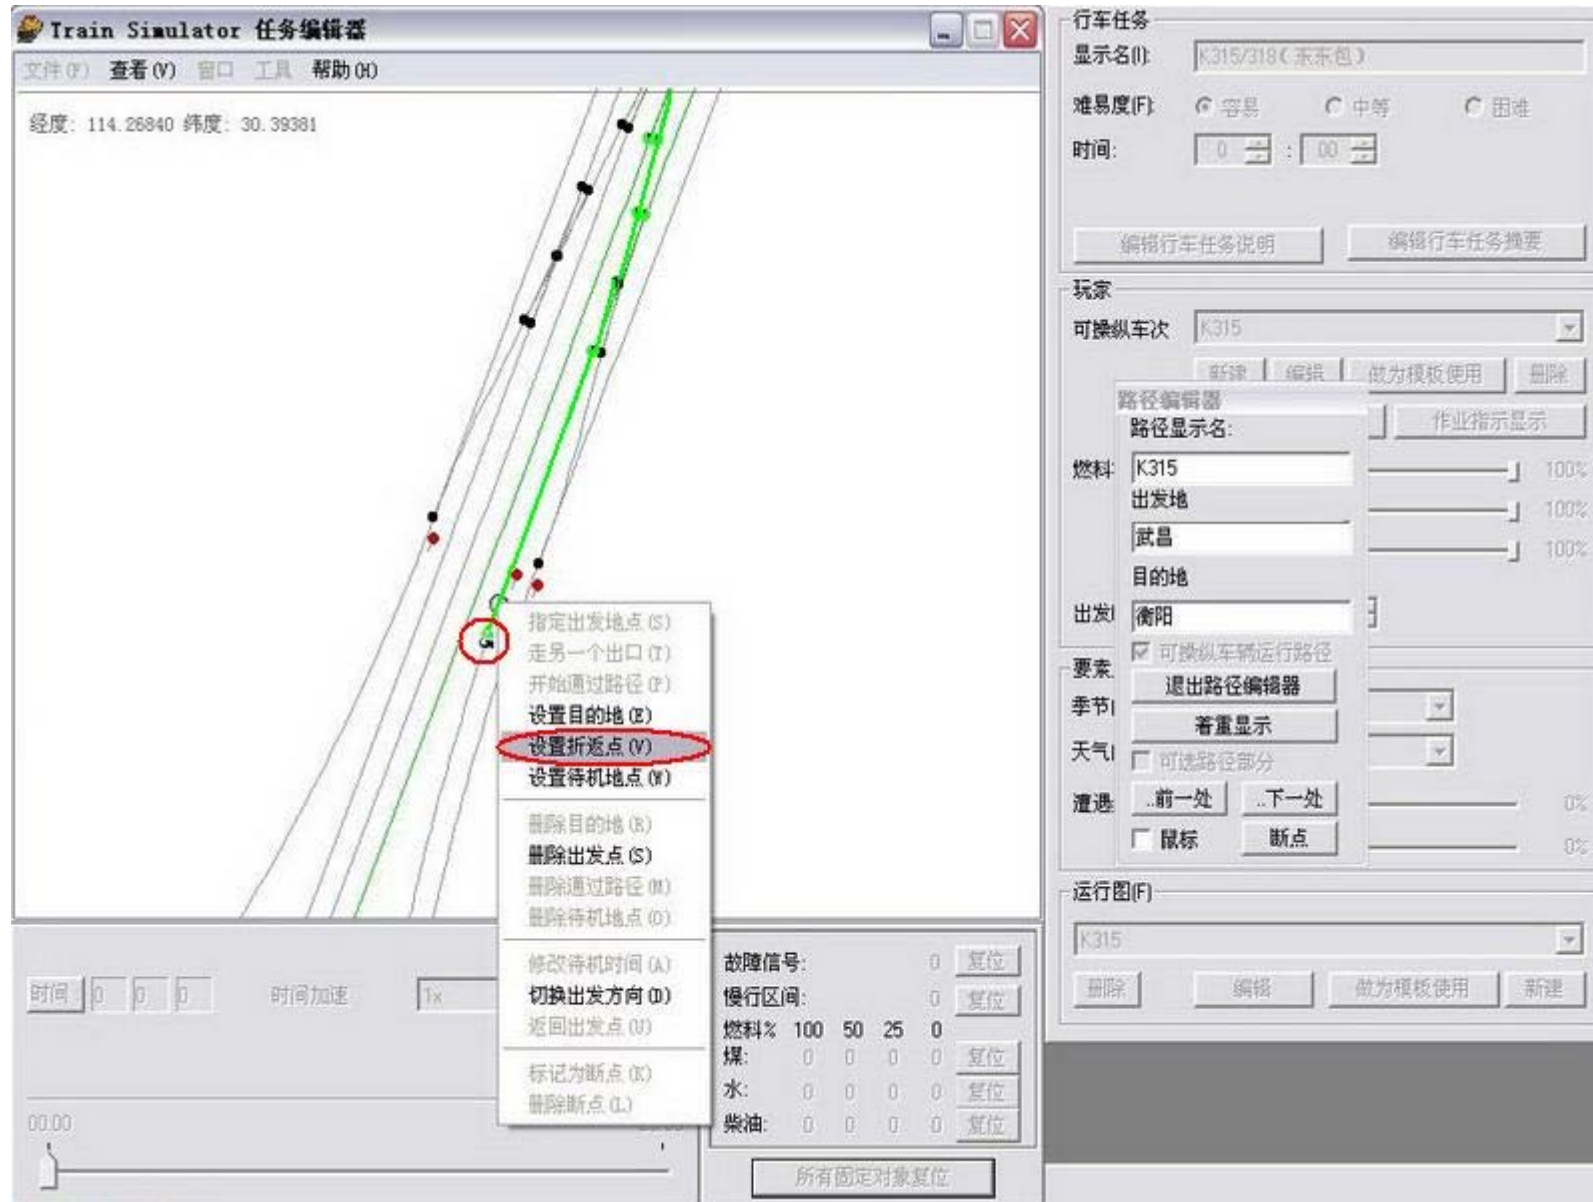 Train Simulator 任务编辑器
文件(F) 查看(V) 窗口 工具 帮助(H)
经度: 114.26840 纬度: 30.39381
指定出发地点(S)
走另一个出口(T)
开始通过路径(P)
设置目的地(E)
设置折返点(V)
设置待机地点(W)
删除目的地(R)
删除出发点(S)
删除通过路径(M)
删除待机地点(O)
修改待机时间(A)
切换出发方向(D)
返回出发点(U)
标记为断点(K)
删除断点(L)
时间 0 0 0 时间加速 1x
00:00
故障信号: 0 复位
慢行区间: 0 复位
燃料% 100 50 25 0
煤: 0 0 0 0 复位
水: 0 0 0 0 复位
柴油: 0 0 0 0 复位
所有固定对象复位
行车任务
显示名(I): K315/318(东东包)
难易度(F): 容易 中等 困难
时间: 0 : 00
编辑行车任务说明 编辑行车任务摘要
玩家
可操纵车次 K315
新建 编辑 做为模板使用 删除
作业指示显示
燃料: 100%
100%
100%
出发
要素
季节
天气
遭遇 0%
0%
路径编辑器
路径显示名:
K315
出发地
武昌
目的地
衡阳
可操纵车辆运行路径
退出路径编辑器
着重显示
可选路径部分
..前一处 ..下一处
鼠标 断点
运行图(F)
K315
删除 编辑 做为模板使用 新建